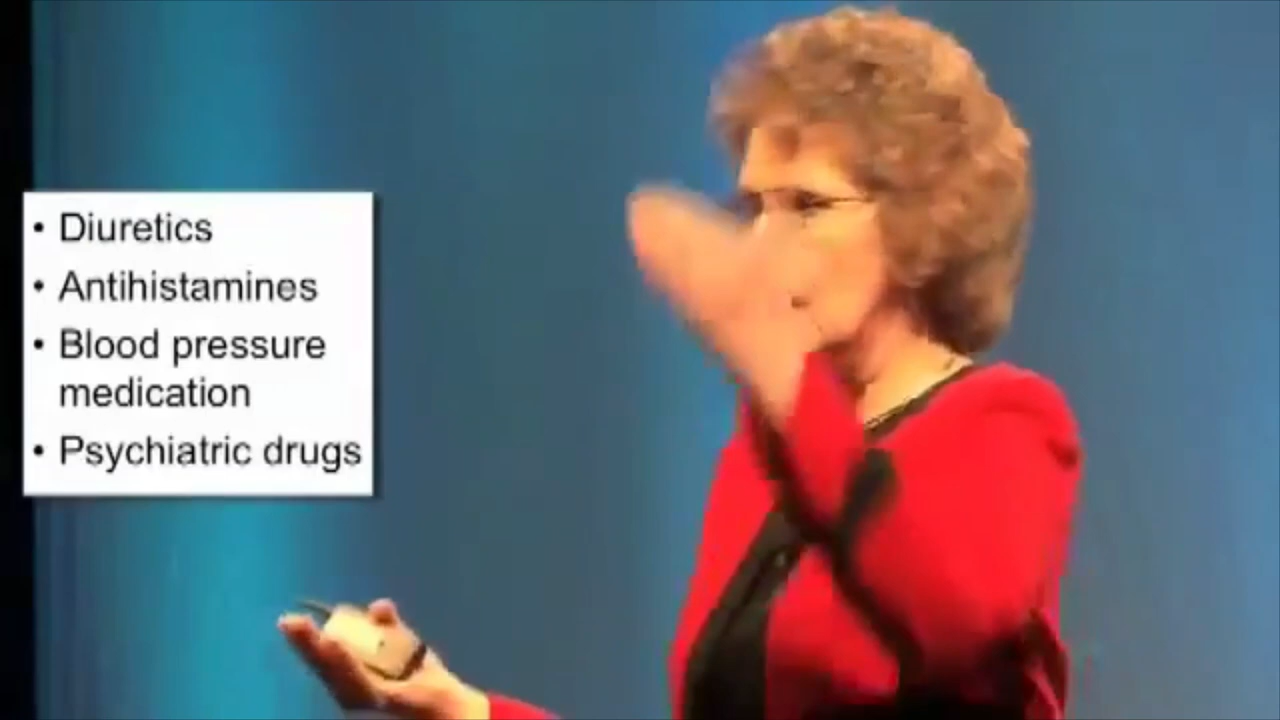 • Diuretics
• Antihistamines
• Blood pressure
medication
• Psychiatric drugs